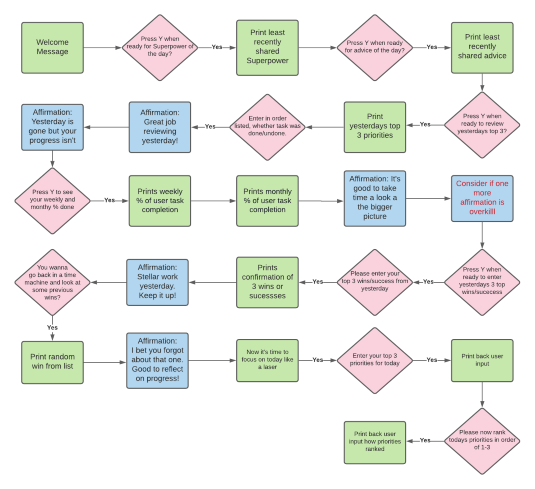 Welcome
Message
Press Y when
ready for Superpower of
the day?
Yes
Print least
recently
shared
Superpower
Press Y when ready
for advice of the day?
Yes
Print least
recently
shared advice
Affirmation:
Yesterday is
gone but your
progress isn't
Affirmation:
Great job
reviewing
yesterday!
Yes
Enter in order
listed, whether task was
done/undone.
Print
yesterdays top
3 priorities
Yes
Press Y when
ready to review
yesterdays top 3?
Press Y to see
your weekly and
monthy % done
Yes
Prints weekly
% of user task
completion
Prints monthly
% of user task
completion
Affirmation: It's
good to take
time a look a
the bigger
picture
Consider if one
more
affirmation is
overkill!
You wanna
go back in a time
machine and look at
some previous
wins?
Affirmation:
Stellar work
yesterday.
Keep it up!
Prints
confirmation of
3 wins or
sucessses
Yes
Please enter your
top 3 wins/success from
yesterday
Yes
Press Y when
ready to enter
yesterdays 3 top
wins/sucecess
Yes
Print random
win from list
Affirmation:
I bet you forgot
about that one.
Good to reflect
on progress!
Now it's time to
focus on today like
a laser
Yes
Enter your top 3
priorities for today
Yes
Print back user
input
Print back user
input how priorities
ranked
Yes
Please now rank
todays priorities in order
of 1-3